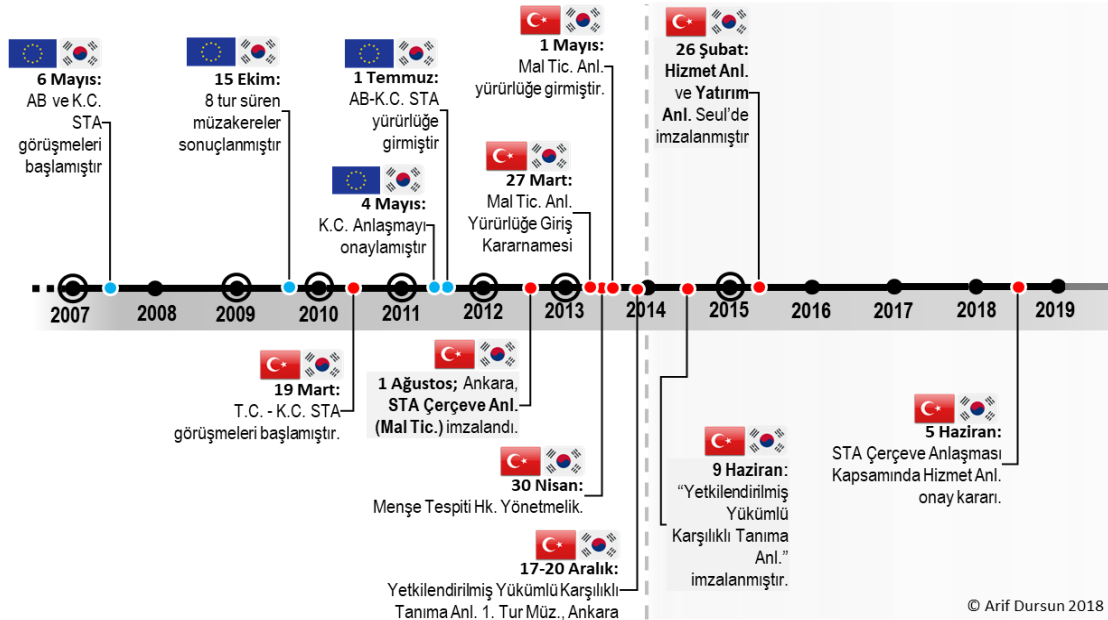 6 Mayıs:
AB ve K.C.
STA
görüşmeleri
başlamıştır
15 Ekim:
8 tur süren
müzakereler
sonuçlanmıştır
1 Temmuz:
AB-K.C. STA
yürürlüğe
girmiştir
4 Mayıs:
K.C. Anlaşmayı
onaylamıştır
1 Mayıs:
Mal Tic. Anl.
yürürlüğe girmiştir.
27 Mart:
Mal Tic. Anl.
Yürürlüğe Giriş
Kararnamesi
26 Şubat:
Hizmet Anl.
ve Yatırım
Anl. Seul’de
imzalanmıştır
2007 2008 2009 2010 2011 2012 2013 2014 2015 2016 2017 2018 2019
19 Mart:
T.C. - K.C. STA
görüşmeleri başlamıştır.
1 Ağustos; Ankara,
STA Çerçeve Anl.
(Mal Tic.) imzalandı.
30 Nisan:
Menşe Tespiti Hk. Yönetmelik.
17-20 Aralık:
Yetkilendirilmiş Yükümlü Karşılıklı
Tanıma Anl. 1. Tur Müz., Ankara
9 Haziran:
“Yetkilendirilmiş
Yükümlü
Karşılıklı Tanıma
Anl.”
imzalanmıştır.
5 Haziran:
STA Çerçeve Anlaşması
Kapsamında Hizmet Anl.
onay kararı.
© Arif Dursun 2018